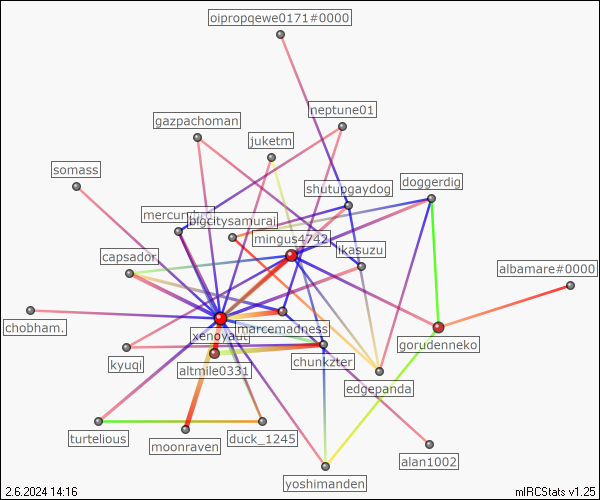 oipropqewe0171#0000
neptune01
gazpachoman
juketm
somass
shutupgaydog
doggerdig
bigcitysamurai
mingus4742
ikasuzu
capsador
albamare#0000
chobham.
xenoyaut
marcemadness
gorudenneko
kyuqi
altmile0331
chunkzter
edgepanda
turtelious
moonraven
duck_1245
alan1002
yoshimanden
2.6.2024 14:16
mIRCStats v1.25